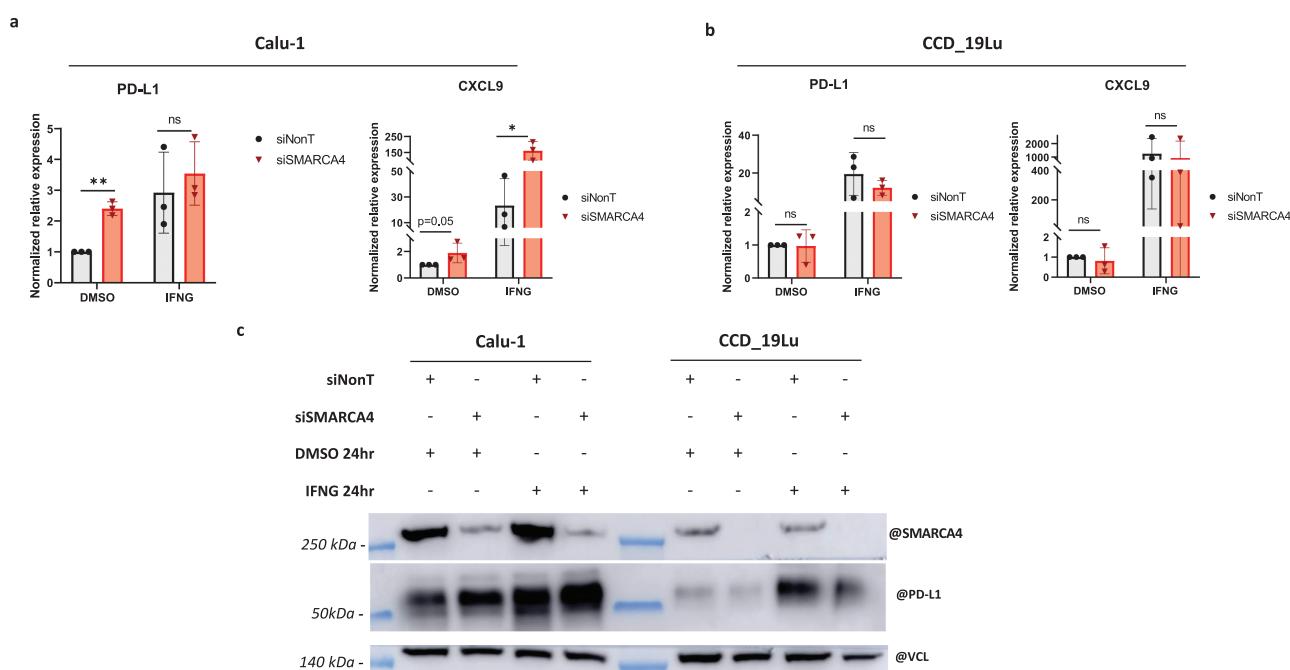 a
Calu-1
PD-L1
CXCL9
Normalized relative expression
5
4
3
2
1
0
**
ns
DMSO
IFNG
siNonT
siSMARCA4
Normalized relative expression
250
150
50
30
10
4
2
0
p=0.05
*
DMSO
IFNG
siNonT
siSMARCA4
b
CCD_19Lu
PD-L1
CXCL9
Normalized relative expression
40
20
2
1
0
ns
ns
DMSO
IFNG
siNonT
siSMARCA4
Normalized relative expression
2000
1000
400
200
1
0
ns
ns
DMSO
IFNG
siNonT
siSMARCA4
c
Calu-1 CCD_19Lu
siNonT + - + - + - + -
siSMARCA4 - + - + - + - +
DMSO 24hr + + - - + + - -
IFNG 24hr - - + + - - + +
250 kDa - @SMARCA4
50kDa - @PD-L1
140 kDa - @VCL